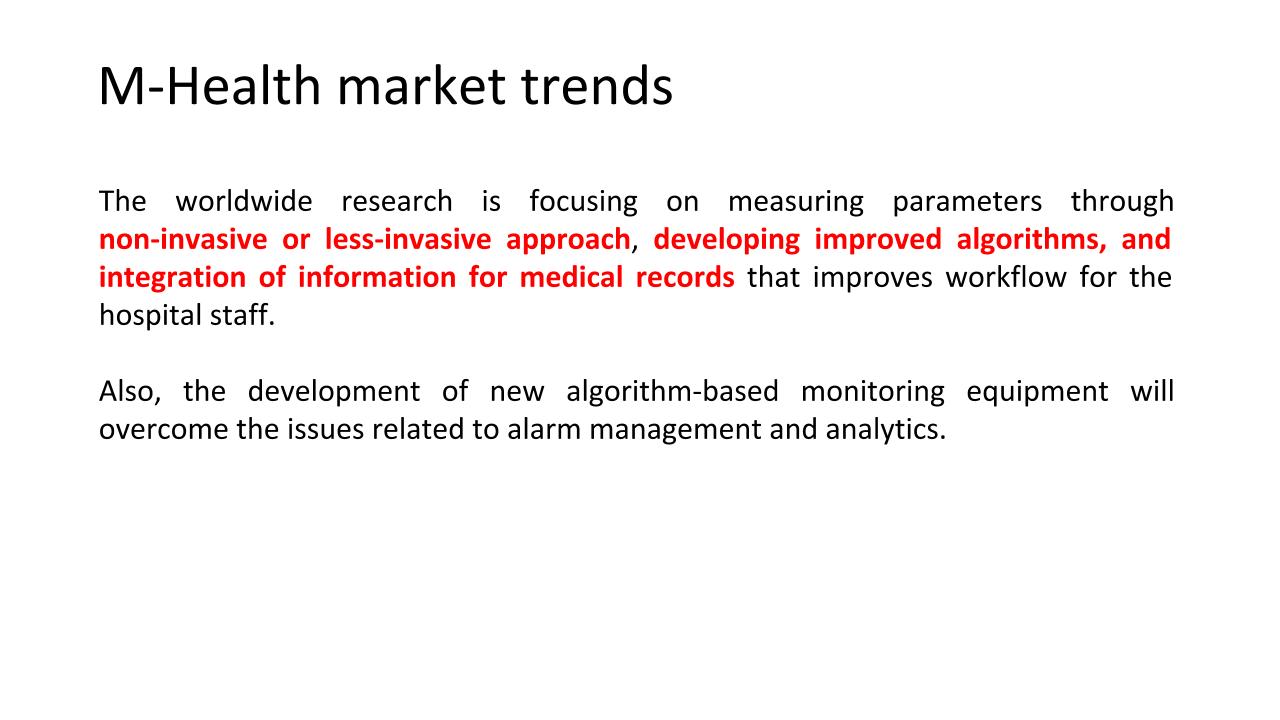 M-Health market trends
The worldwide research is focusing on measuring parameters through
non-invasive or less-invasive approach, developing improved algorithms, and
integration of information for medical records that improves workflow for the
hospital staff.
Also, the development of new algorithm-based monitoring equipment will
overcome the issues related to alarm management and analytics.